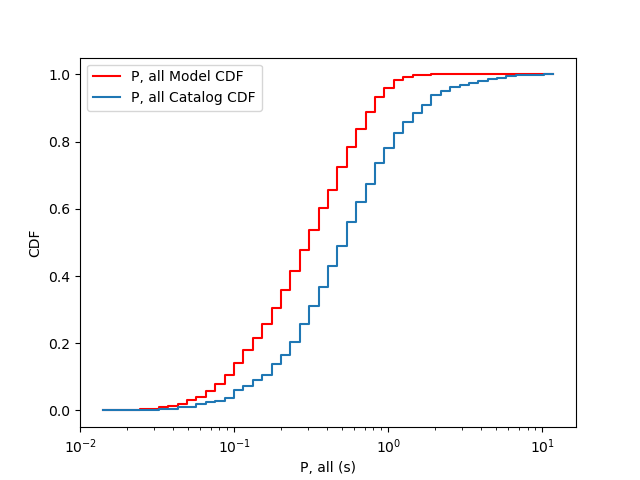 P, all Model CDF
P, all Catalog CDF
1.0
0.8
0.6
0.4
0.2
0.0
CDF
10⁻² 10⁻¹ 10⁰ 10¹
P, all (s)